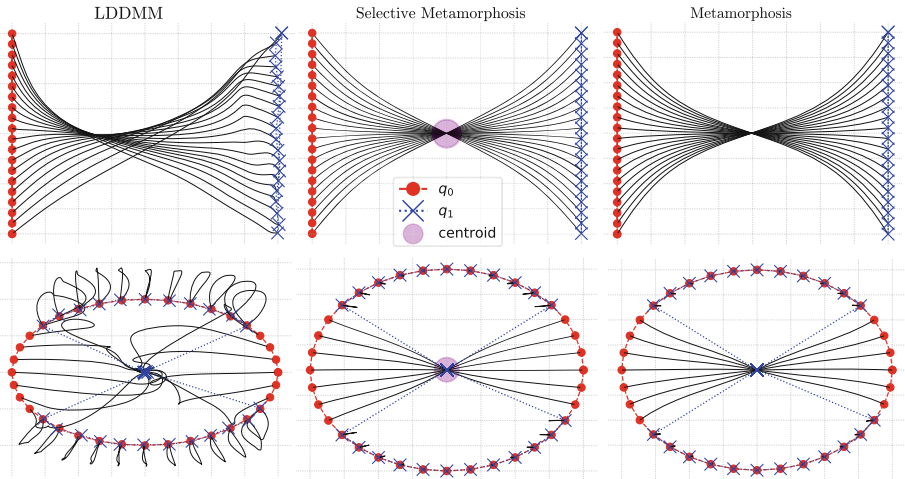 LDDMM
Selective Metamorphosis
Metamorphosis
q0
q1
centroid